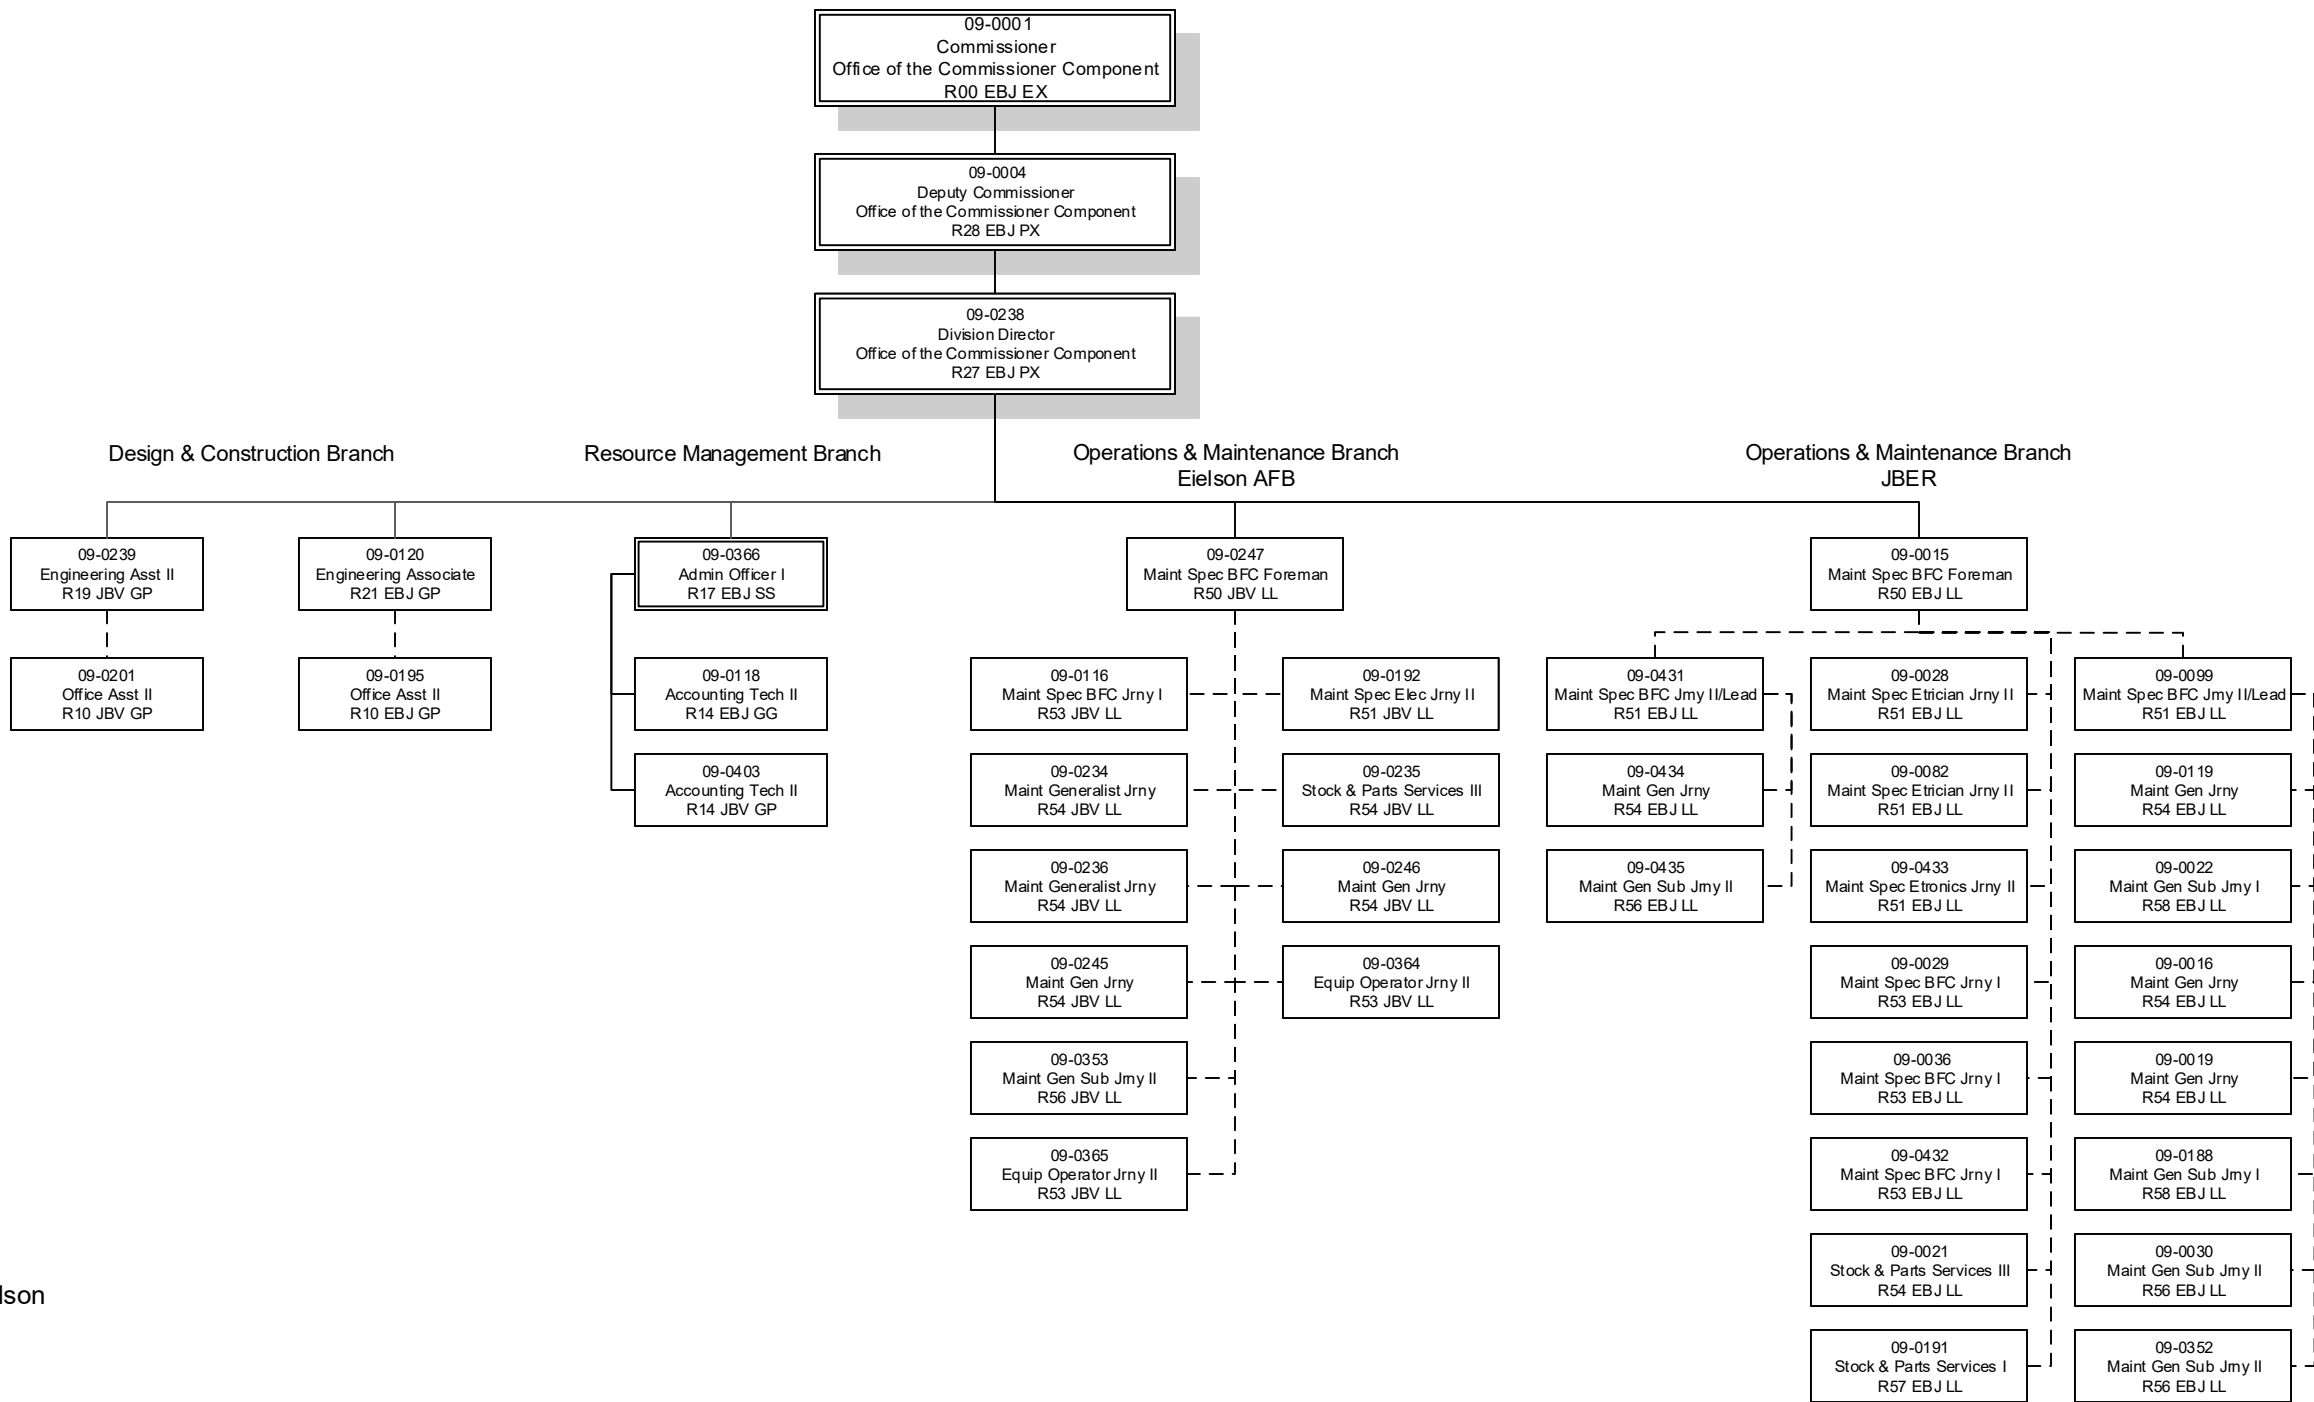 09-0001
Commissioner
Office of the Commissioner Component
R00 EBJ EX
09-0004
Deputy Commissioner
Office of the Commissioner Component
R28 EBJ PX
09-0238
Division Director
Office of the Commissioner Component
R27 EBJ PX
Design & Construction Branch
Resource Management Branch
Operations & Maintenance Branch
Eielson AFB
Operations & Maintenance Branch
JBER
09-0239
Engineering Asst II
R19 JBV GP
09-0120
Engineering Associate
R21 EBJ GP
09-0366
Admin Officer I
R17 EBJ SS
09-0247
Maint Spec BFC Foreman
R50 JBV LL
09-0015
Maint Spec BFC Foreman
R50 EBJ LL
09-0201
Office Asst II
R10 JBV GP
09-0195
Office Asst II
R10 EBJ GP
09-0118
Accounting Tech II
R14 EBJ GG
09-0116
Maint Spec BFC Jrny I
R53 JBV LL
09-0192
Maint Spec Elec Jrny II
R51 JBV LL
09-0431
Maint Spec BFC Jrny II/Lead
R51 EBJ LL
09-0028
Maint Spec Etrician Jrny II
R51 EBJ LL
09-0099
Maint Spec BFC Jrny II/Lead
R51 EBJ LL
09-0403
Accounting Tech II
R14 JBV GP
09-0234
Maint Generalist Jrny
R54 JBV LL
09-0235
Stock & Parts Services III
R54 JBV LL
09-0434
Maint Gen Jrny
R54 EBJ LL
09-0082
Maint Spec Etrician Jrny II
R51 EBJ LL
09-0119
Maint Gen Jrny
R54 EBJ LL
09-0236
Maint Generalist Jrny
R54 JBV LL
09-0246
Maint Gen Jrny
R54 JBV LL
09-0435
Maint Gen Sub Jrny II
R56 EBJ LL
09-0433
Maint Spec Etronics Jrny II
R51 EBJ LL
09-0022
Maint Gen Sub Jrny I
R58 EBJ LL
09-0245
Maint Gen Jrny
R54 JBV LL
09-0364
Equip Operator Jrny II
R53 JBV LL
09-0029
Maint Spec BFC Jrny I
R53 EBJ LL
09-0016
Maint Gen Jrny
R54 EBJ LL
09-0353
Maint Gen Sub Jrny II
R56 JBV LL
09-0036
Maint Spec BFC Jrny I
R53 EBJ LL
09-0019
Maint Gen Jrny
R54 EBJ LL
09-0365
Equip Operator Jrny II
R53 JBV LL
09-0432
Maint Spec BFC Jrny I
R53 EBJ LL
09-0188
Maint Gen Sub Jrny I
R58 EBJ LL
09-0021
Stock & Parts Services III
R54 EBJ LL
09-0030
Maint Gen Sub Jrny II
R56 EBJ LL
lson
09-0191
Stock & Parts Services I
R57 EBJ LL
09-0352
Maint Gen Sub Jrny II
R56 EBJ LL